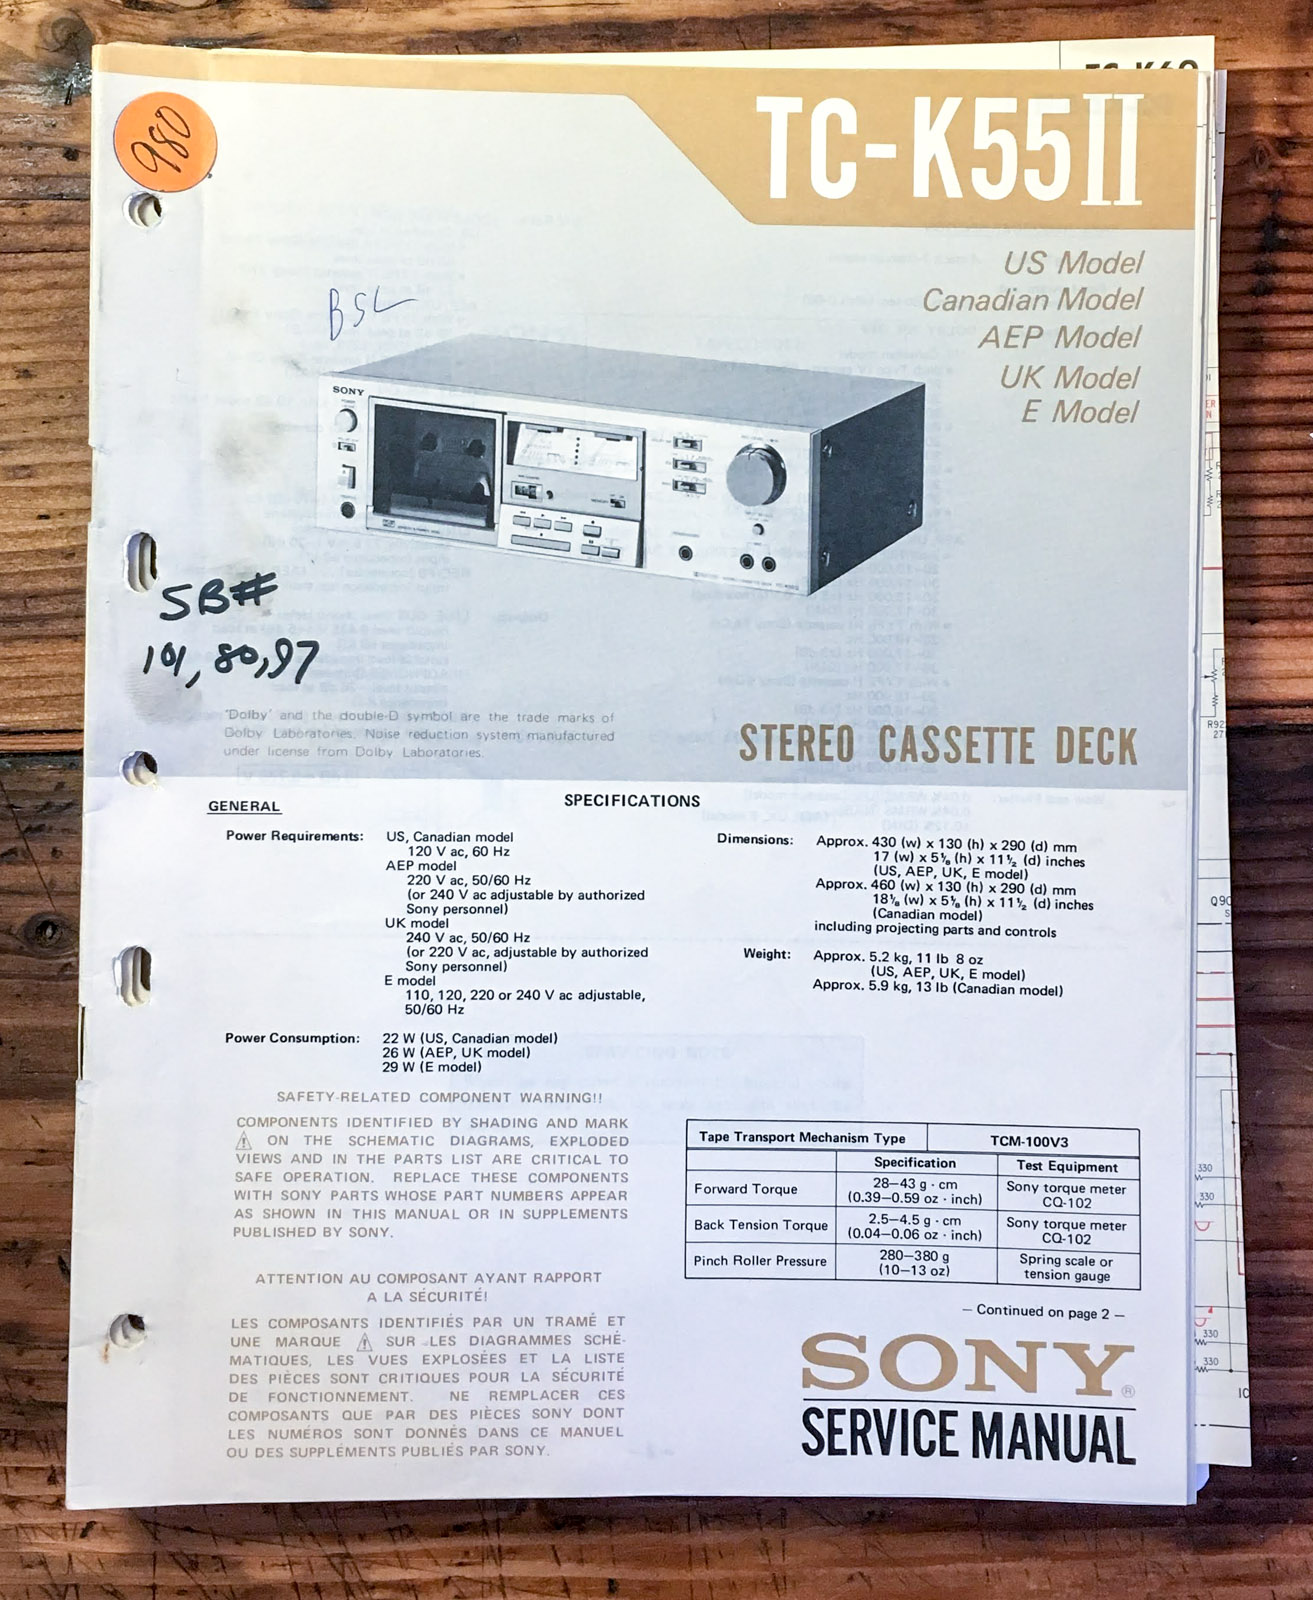 980
TC-K55II
US Model
Canadian Model
AEP Model
UK Model
E Model
BSL
SONY
SB#
101, 80, 97
"Dolby" and the double-D symbol are the trade marks of
Dolby Laboratories. Noise reduction system manufactured
under license from Dolby Laboratories.
STEREO CASSETTE DECK
SPECIFICATIONS
GENERAL
Power Requirements: US, Canadian model
120 V ac, 60 Hz
AEP model
220 V ac, 50/60 Hz
(or 240 V ac adjustable by authorized
Sony personnel)
UK model
240 V ac, 50/60 Hz
(or 220 V ac, adjustable by authorized
Sony personnel)
E model
110, 120, 220 or 240 V ac adjustable,
50/60 Hz
Power Consumption: 22 W (US, Canadian model)
26 W (AEP, UK model)
29 W (E model)
Dimensions: Approx. 430 (w) x 130 (h) x 290 (d) mm
17 (w) x 5⅛ (h) x 11½ (d) inches
(US, AEP, UK, E model)
Approx. 460 (w) x 130 (h) x 290 (d) mm
18⅛ (w) x 5⅛ (h) x 11½ (d) inches
(Canadian model)
including projecting parts and controls
Weight: Approx. 5.2 kg, 11 lb 8 oz
(US, AEP, UK, E model)
Approx. 5.9 kg, 13 lb (Canadian model)
SAFETY-RELATED COMPONENT WARNING!!
COMPONENTS IDENTIFIED BY SHADING AND MARK
⚠ ON THE SCHEMATIC DIAGRAMS, EXPLODED
VIEWS AND IN THE PARTS LIST ARE CRITICAL TO
SAFE OPERATION. REPLACE THESE COMPONENTS
WITH SONY PARTS WHOSE PART NUMBERS APPEAR
AS SHOWN IN THIS MANUAL OR IN SUPPLEMENTS
PUBLISHED BY SONY.
ATTENTION AU COMPOSANT AYANT RAPPORT
A LA SÉCURITÉ!
LES COMPOSANTS IDENTIFIÉS PAR UN TRAMÉ ET
UNE MARQUE ⚠ SUR LES DIAGRAMMES SCHÉ-
MATIQUES, LES VUES EXPLOSÉES ET LA LISTE
DES PIÈCES SONT CRITIQUES POUR LA SÉCURITÉ
DE FONCTIONNEMENT. NE REMPLACER CES
COMPOSANTS QUE PAR DES PIÈCES SONY DONT
LES NUMÉROS SONT DONNÉS DANS CE MANUEL
OU DES SUPPLÉMENTS PUBLIÉS PAR SONY.
Tape Transport Mechanism Type TCM-100V3
Specification Test Equipment
Forward Torque 28–43 g · cm (0.39–0.59 oz · inch) Sony torque meter CQ-102
Back Tension Torque 2.5–4.5 g · cm (0.04–0.06 oz · inch) Sony torque meter CQ-102
Pinch Roller Pressure 280–380 g (10–13 oz) Spring scale or tension gauge
— Continued on page 2 —
SONY®
SERVICE MANUAL
330
330
330
330